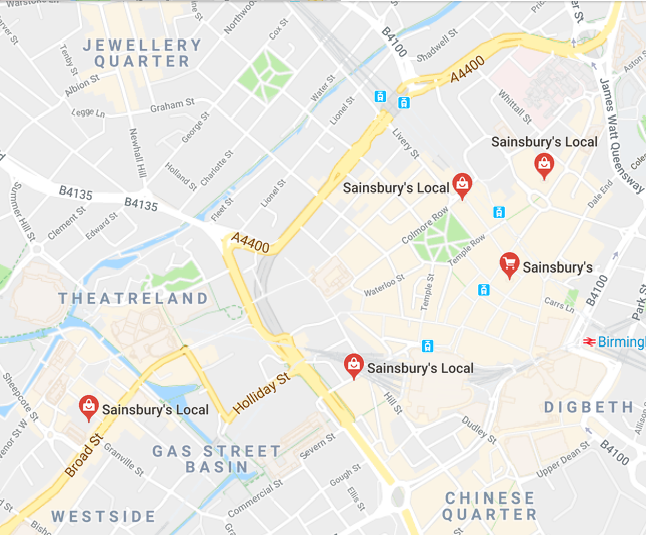 Cox St
B4100
Shadwell St
JEWELLERY
QUARTER
Tenby St
Albion St
A4400
Water St
Aston S
Legge Ln
Graham St
George St
Lionel St
Whittall St
James Watt Queensway
Newhall Hill
Livery St
Sainsbury's Local
Holland St
Charlotte St
Sainsbury's Local
Summer Hill St
B4135
B4135
Lionel St
Dale End
Clement St
Edward St
Fleet St
Colmore Row
A4400
Temple Row
Sainsbury's
THEATRELAND
Waterloo St
Temple St
Carrs Ln
B4100
Park St
Birming
Sainsbury's Local
Sheepcote St
Holliday St
Sainsbury's Local
Hill St
DIGBETH
Broad St
Dudley St
GAS STREET
BASIN
Severn St
Granville St
Upper Dean St
B4100
Gough St
Commercial St
Ellis St
CHINESE
QUARTER
WESTSIDE